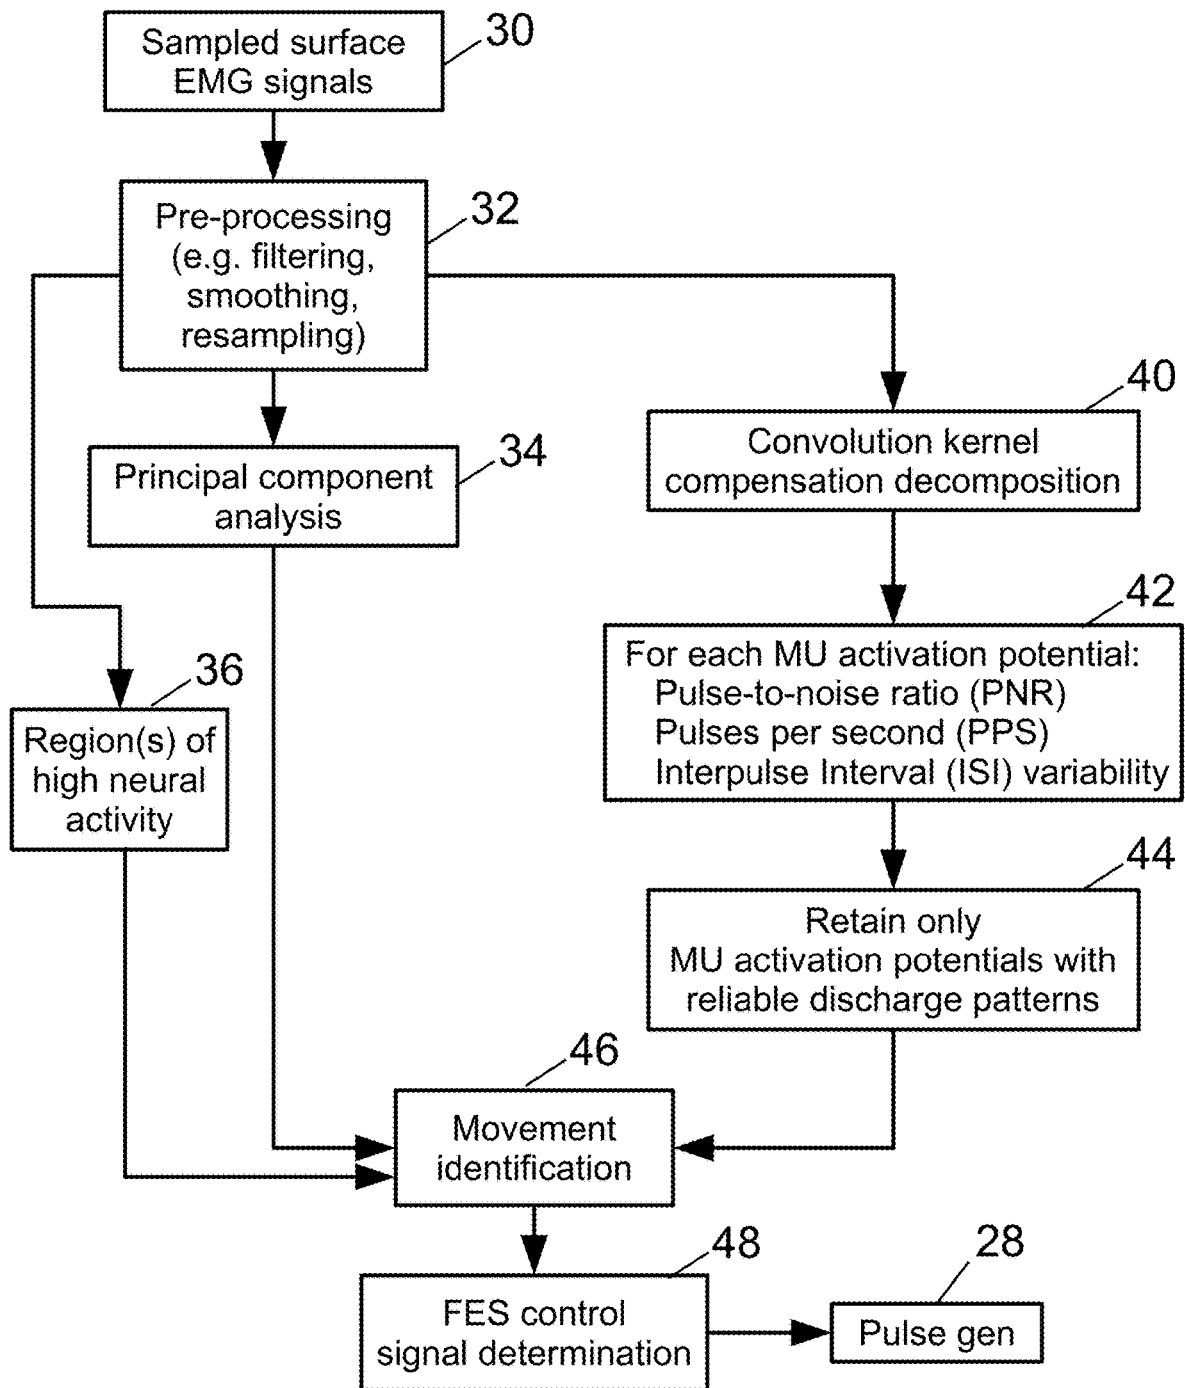 30
Sampled surface
EMG signals
32
Pre-processing
(e.g. filtering,
smoothing,
resampling)
34
Principal component
analysis
36
Region(s) of
high neural
activity
40
Convolution kernel
compensation decomposition
42
For each MU activation potential:
Pulse-to-noise ratio (PNR)
Pulses per second (PPS)
Interpulse Interval (ISI) variability
44
Retain only
MU activation potentials with
reliable discharge patterns
46
Movement
identification
48
FES control
signal determination
28
Pulse gen